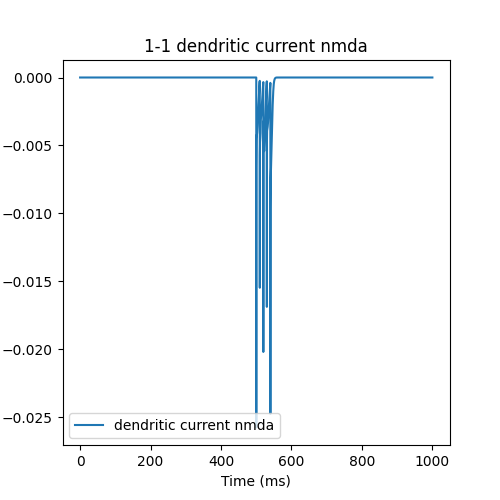 1-1 dendritic current nmda
0.000
−0.005
−0.010
−0.015
−0.020
−0.025
dendritic current nmda
0 200 400 600 800 1000
Time (ms)